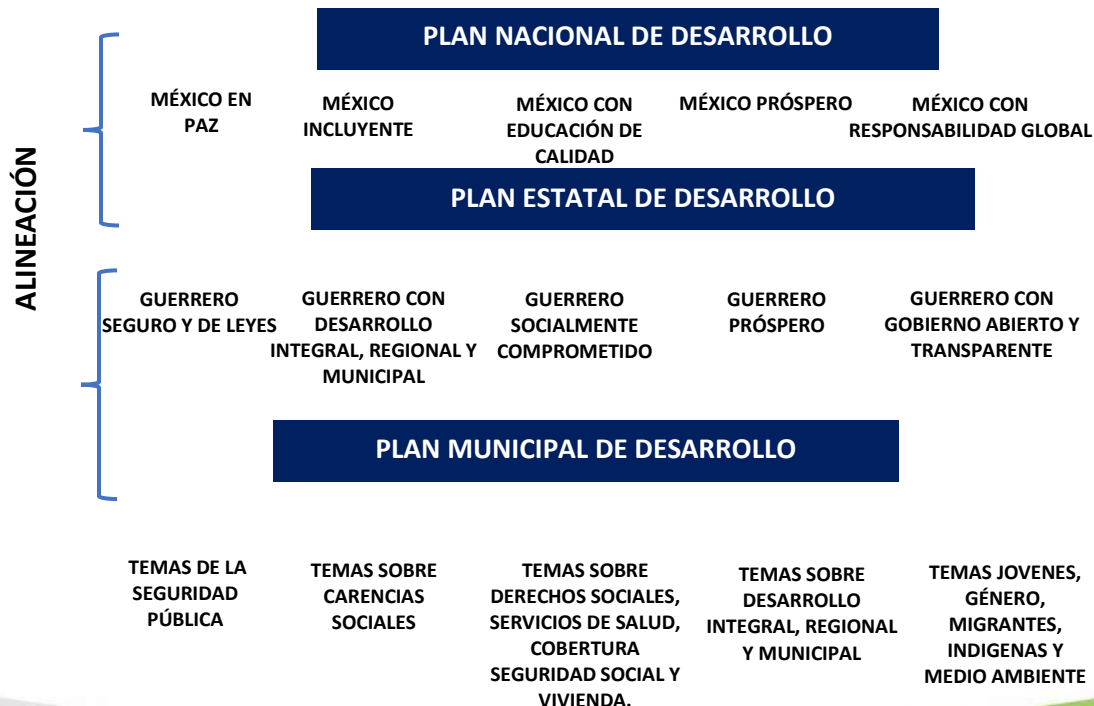 ALINEACIÓN
PLAN NACIONAL DE DESARROLLO
MÉXICO EN
PAZ
MÉXICO
INCLUYENTE
MÉXICO CON
EDUCACIÓN DE
CALIDAD
MÉXICO PRÓSPERO
MÉXICO CON
RESPONSABILIDAD GLOBAL
PLAN ESTATAL DE DESARROLLO
GUERRERO
SEGURO Y DE LEYES
GUERRERO CON
DESARROLLO
INTEGRAL, REGIONAL Y
MUNICIPAL
GUERRERO
SOCIALMENTE
COMPROMETIDO
GUERRERO
PRÓSPERO
GUERRERO CON
GOBIERNO ABIERTO Y
TRANSPARENTE
PLAN MUNICIPAL DE DESARROLLO
TEMAS DE LA
SEGURIDAD
PÚBLICA
TEMAS SOBRE
CARENCIAS
SOCIALES
TEMAS SOBRE
DERECHOS SOCIALES,
SERVICIOS DE SALUD,
COBERTURA
SEGURIDAD SOCIAL Y
VIVIENDA.
TEMAS SOBRE
DESARROLLO
INTEGRAL, REGIONAL
Y MUNICIPAL
TEMAS JOVENES,
GÉNERO,
MIGRANTES,
INDIGENAS Y
MEDIO AMBIENTE